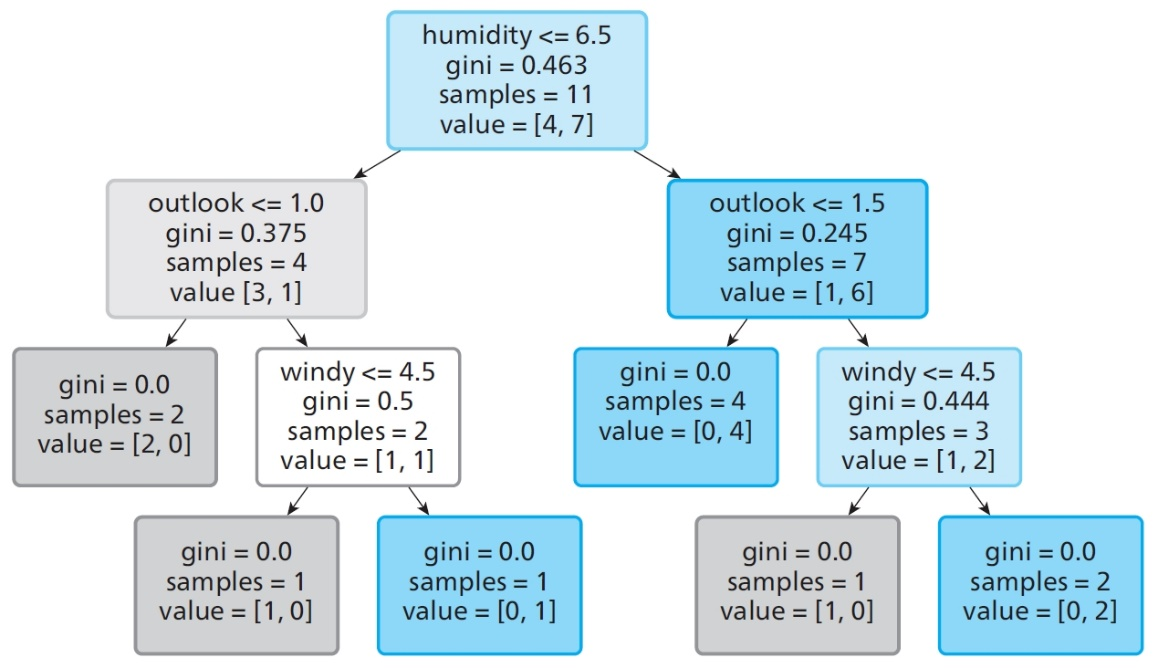 humidity <= 6.5
gini = 0.463
samples = 11
value = [4, 7]
outlook <= 1.0
gini = 0.375
samples = 4
value [3, 1]
outlook <= 1.5
gini = 0.245
samples = 7
value = [1, 6]
gini = 0.0
samples = 2
value = [2, 0]
windy <= 4.5
gini = 0.5
samples = 2
value = [1, 1]
gini = 0.0
samples = 4
value = [0, 4]
windy <= 4.5
gini = 0.444
samples = 3
value = [1, 2]
gini = 0.0
samples = 1
value = [1, 0]
gini = 0.0
samples = 1
value = [0, 1]
gini = 0.0
samples = 1
value = [1, 0]
gini = 0.0
samples = 2
value = [0, 2]